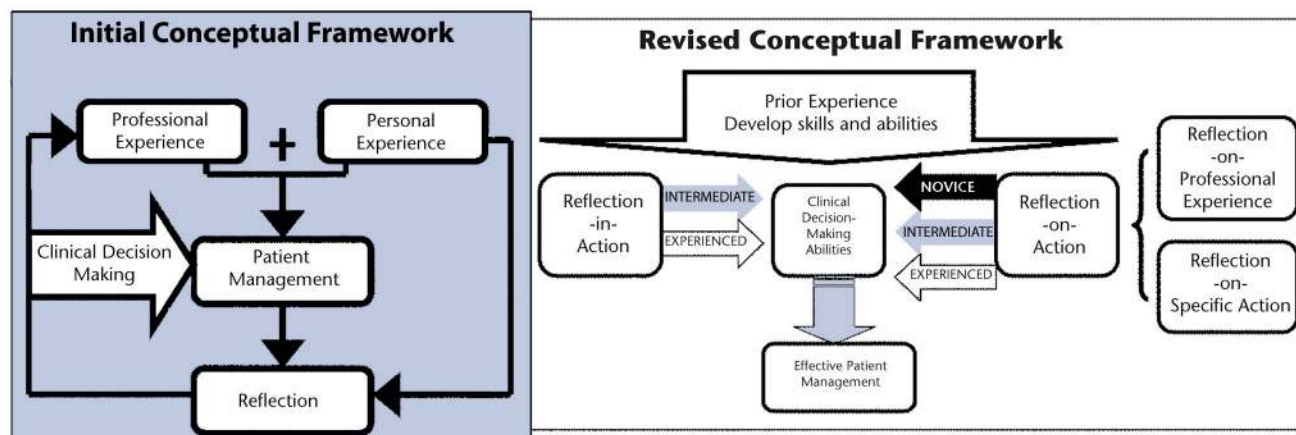 Initial Conceptual Framework
Professional
Experience
+
Personal
Experience
Clinical Decision
Making
Patient
Management
Reflection
Revised Conceptual Framework
Prior Experience
Develop skills and abilities
Reflection
-in-
Action
INTERMEDIATE
EXPERIENCED
Clinical
Decision-
Making
Abilities
NOVICE
INTERMEDIATE
EXPERIENCED
Reflection
-on-
Action
Reflection
-on-
Professional
Experience
Reflection
-on-
Specific Action
Effective Patient
Management